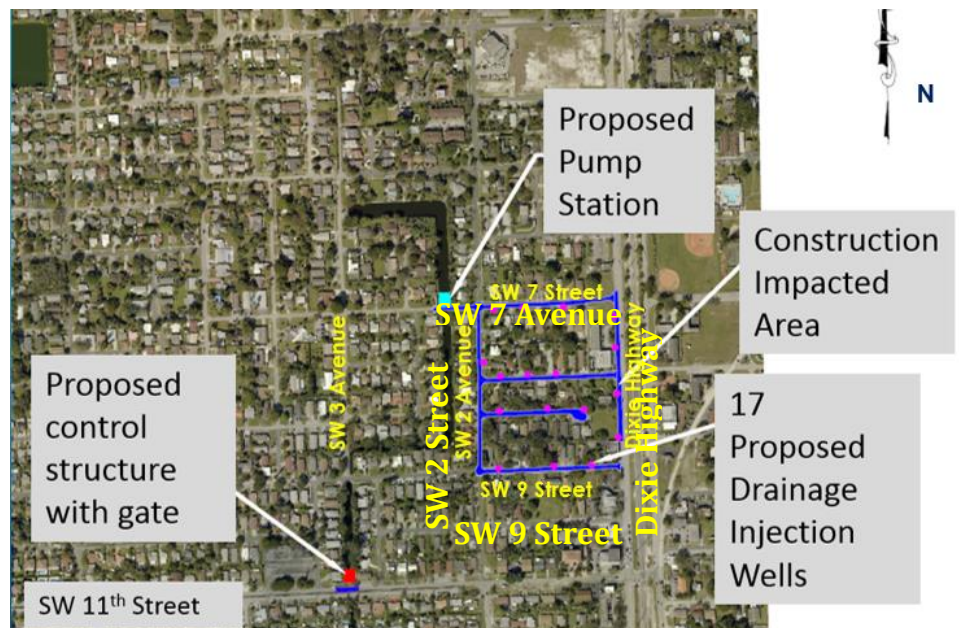 N
Proposed
Pump
Station
Construction
Impacted
Area
SW 7 Street
SW 7 Avenue
SW 3 Avenue
SW 2 Avenue
SW 2 Street
Dixie Highway
Dixie Highway
Proposed
control
structure
with gate
17
Proposed
Drainage
Injection
Wells
SW 9 Street
SW 9 Street
SW 11th Street